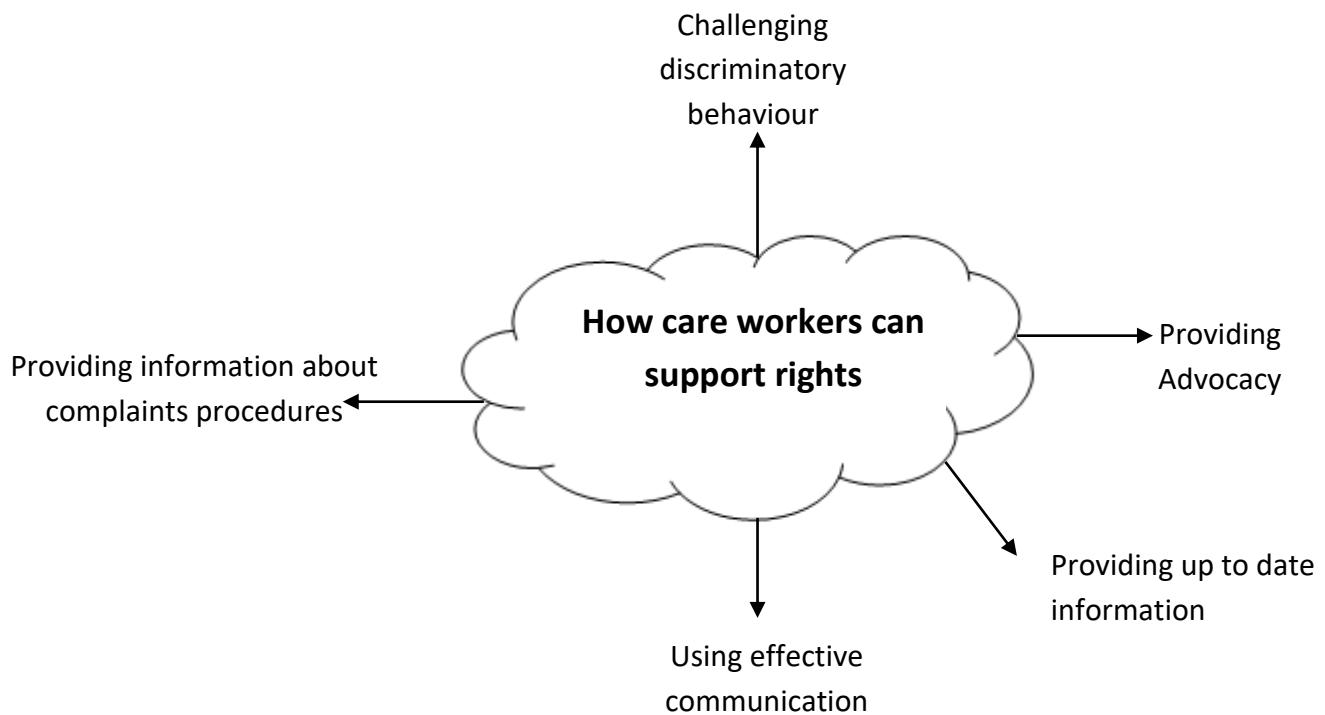 Challenging
discriminatory
behaviour
How care workers can
support rights
Providing
Advocacy
Providing information about
complaints procedures
Providing up to date
information
Using effective
communication